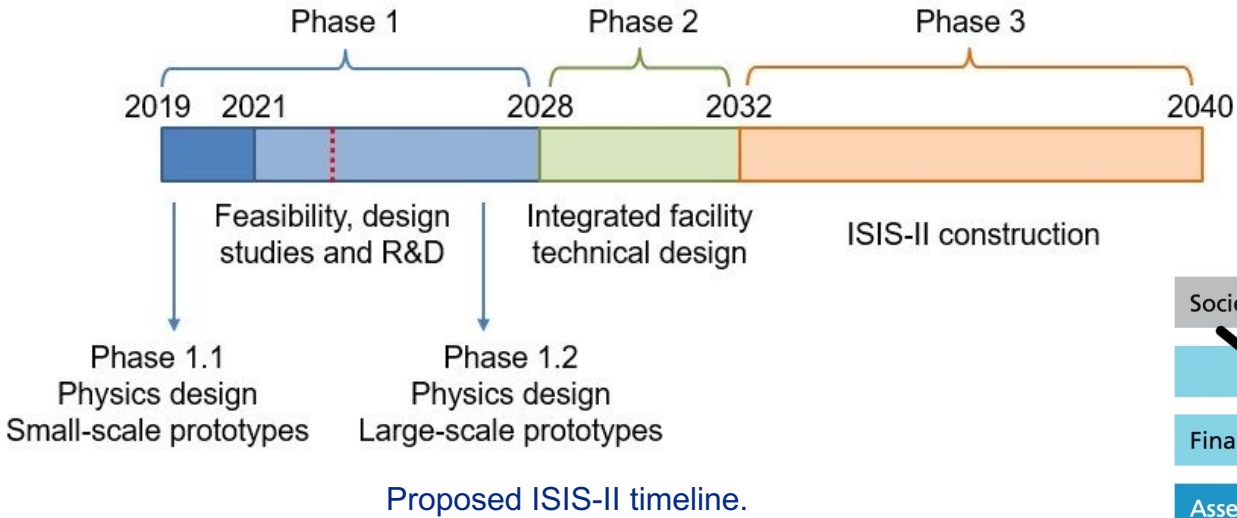 Phase 1
Phase 2
Phase 3
2019
2021
2028
2032
2040
Feasibility, design
studies and R&D
Integrated facility
technical design
ISIS-II construction
Phase 1.1
Physics design
Small-scale prototypes
Phase 1.2
Physics design
Large-scale prototypes
Proposed ISIS-II timeline.